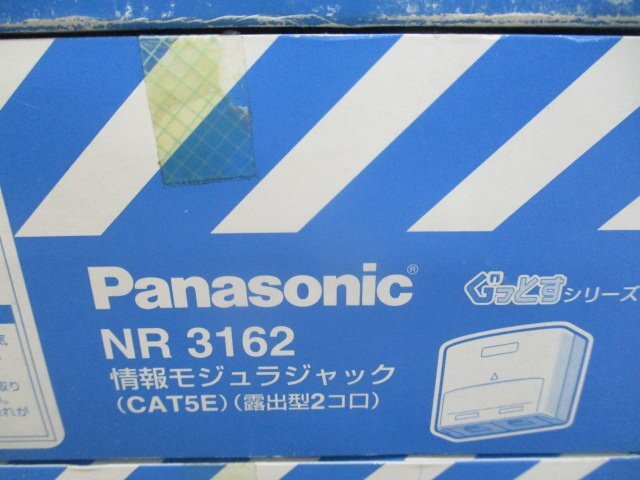 Panasonic®
ぐっとすシリーズ
NR 3162
情報モジュラジャック
(CAT5E)(露出型2コ口)